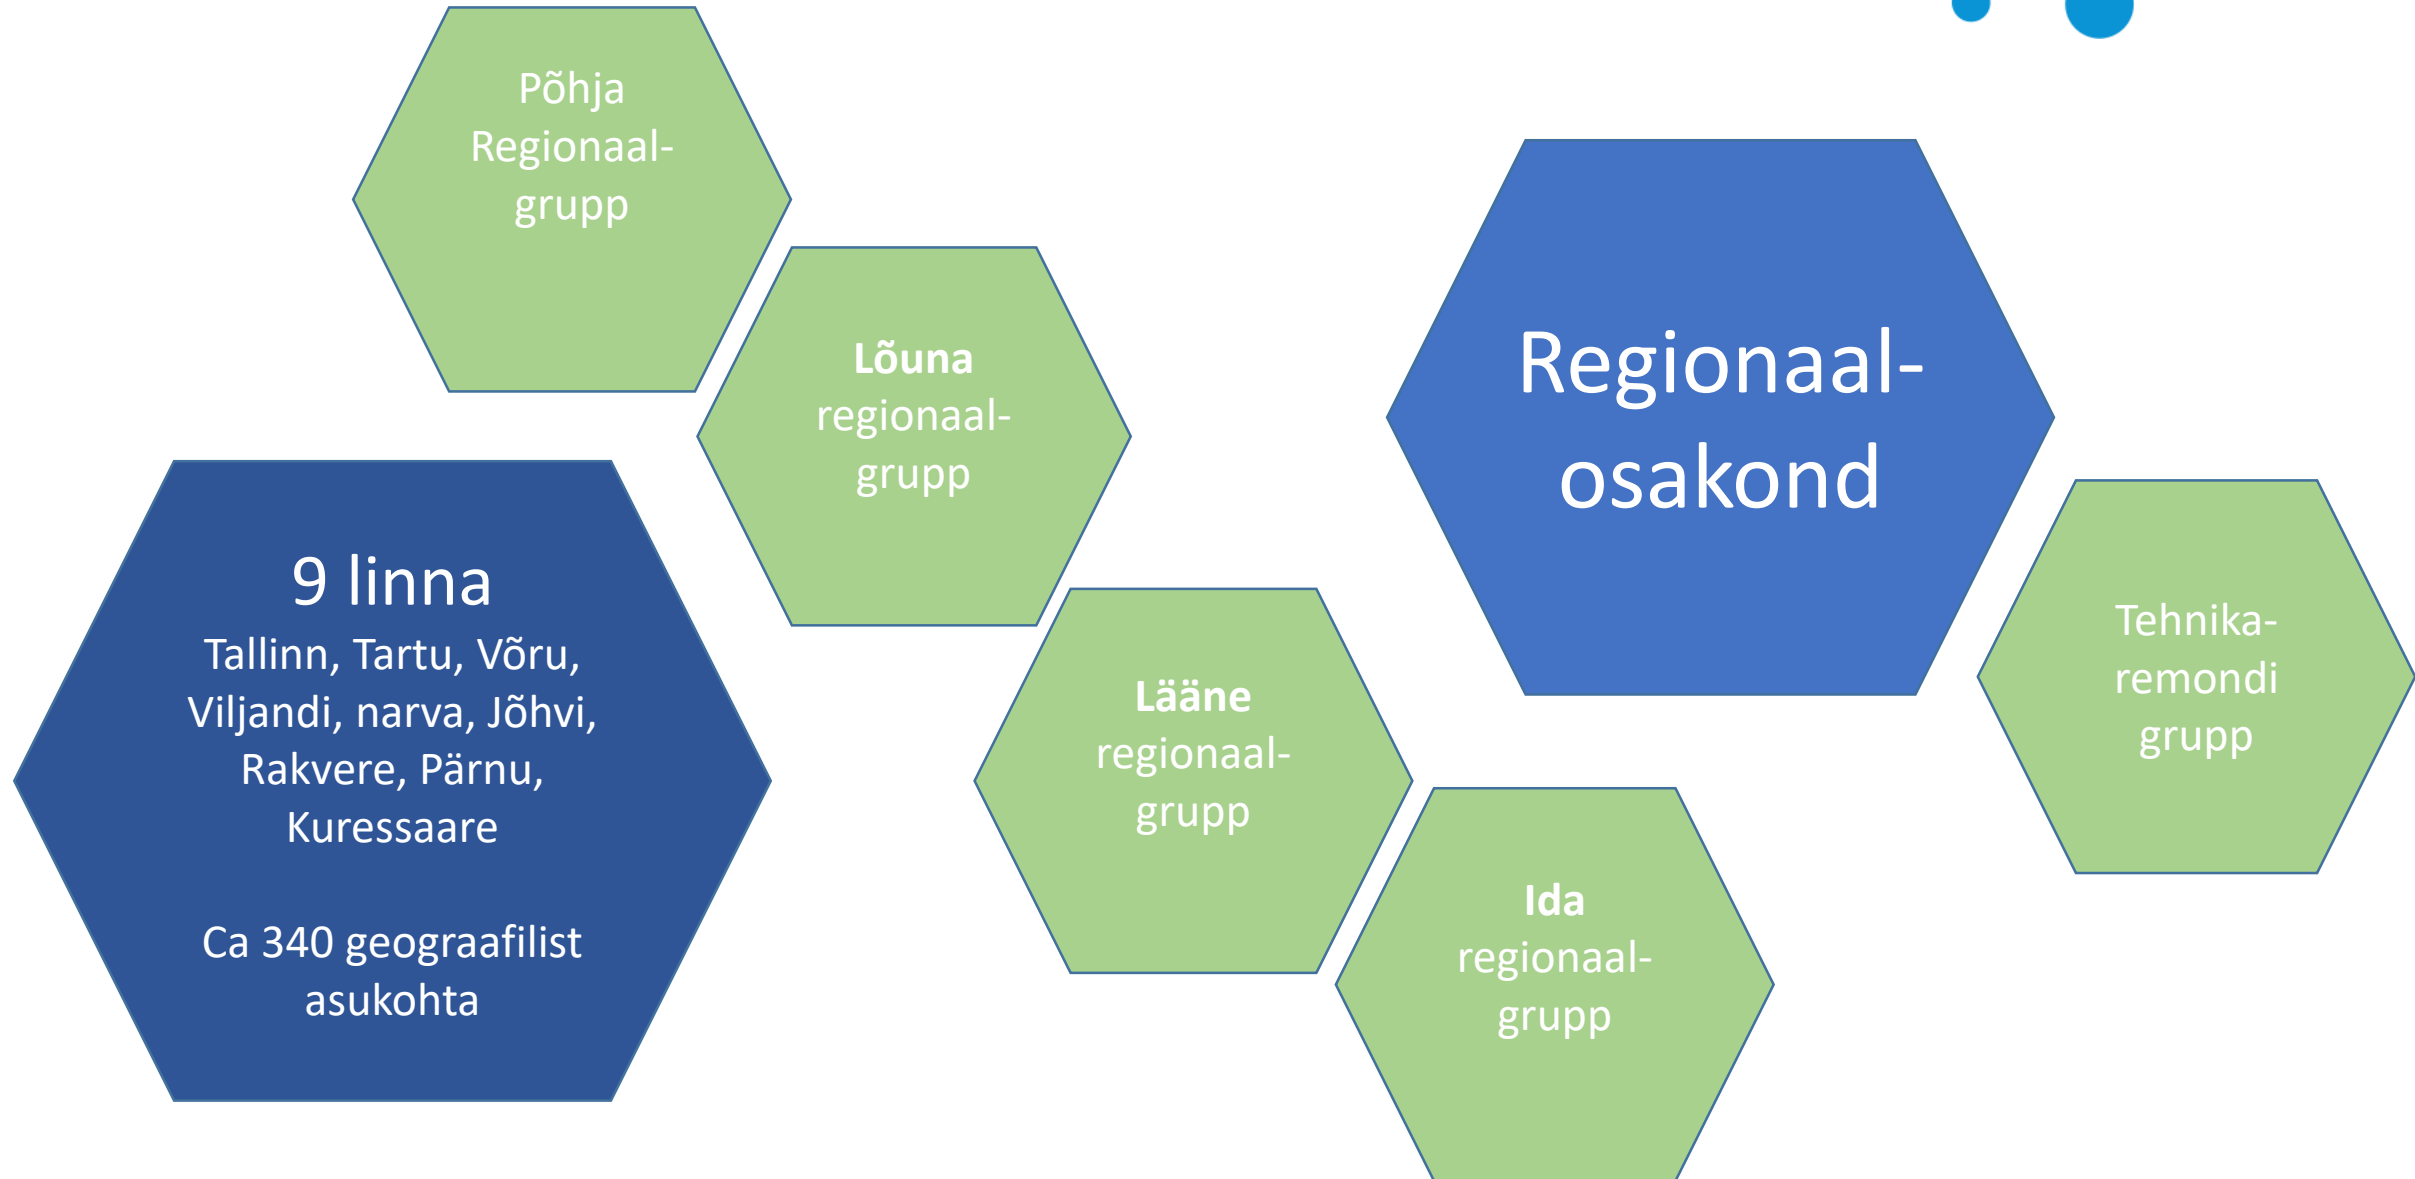 Põhja
Regionaal-
grupp
Lõuna
regionaal-
grupp
Regionaal-
osakond
9 linna
Tallinn, Tartu, Võru,
Viljandi, narva, Jõhvi,
Rakvere, Pärnu,
Kuressaare
Ca 340 geograafilist
asukohta
Lääne
regionaal-
grupp
Tehnika-
remondi
grupp
Ida
regionaal-
grupp